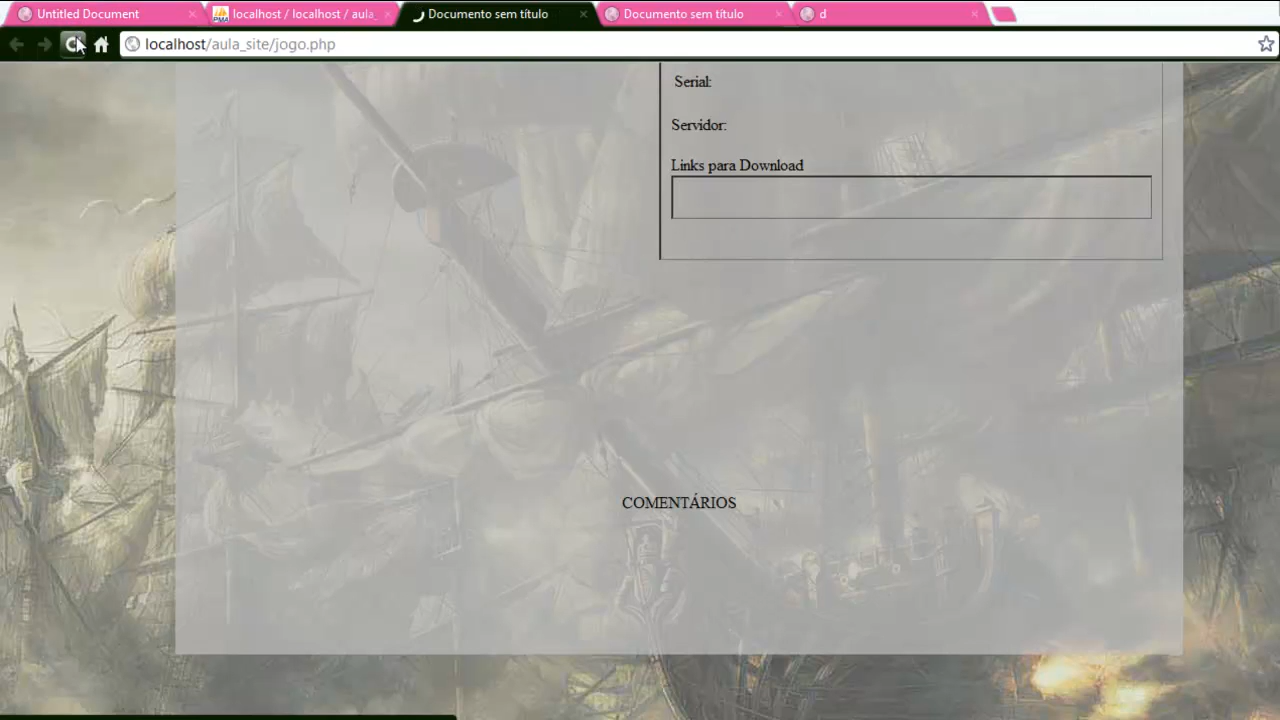 Untitled Document
localhost / localhost / aula_
PMA
Documento sem título
Documento sem título
d
localhost/aula_site/jogo.php
Serial:
Servidor:
Links para Download
COMENTÁRIOS